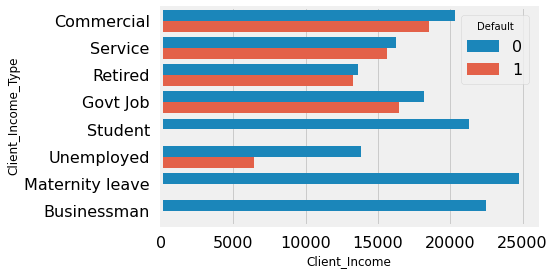 Client_Income_Type
Commercial
Service
Retired
Govt Job
Student
Unemployed
Maternity leave
Businessman
Default
0
1
0 5000 10000 15000 20000 25000
Client_Income